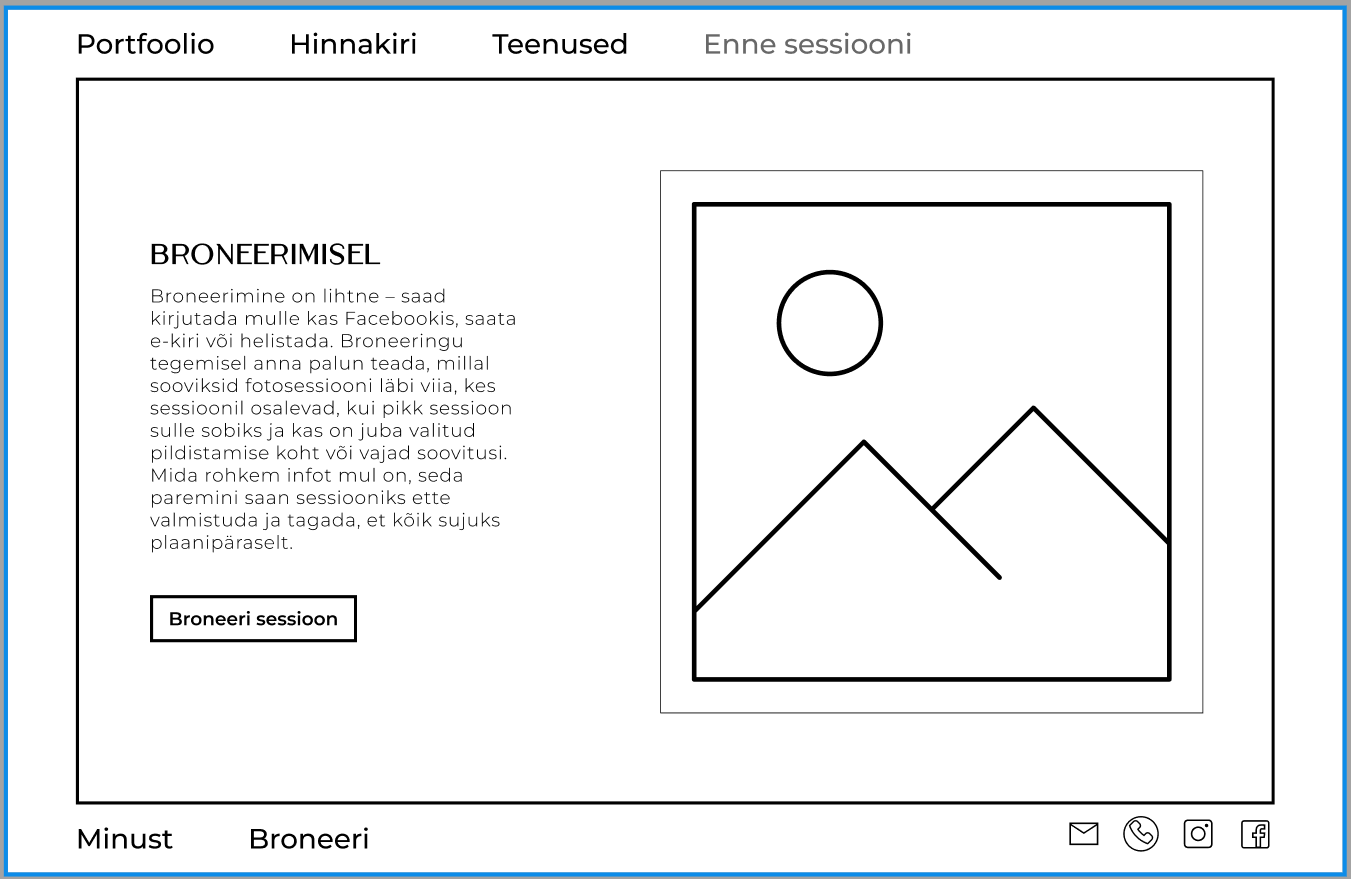 Portfoolio Hinnakiri Teenused Enne sessiooni
BRONEERIMISEL
Broneerimine on lihtne – saad
kirjutada mulle kas Facebookis, saata
e-kiri või helistada. Broneeringu
tegemisel anna palun teada, millal
sooviksid fotosessiooni läbi viia, kes
sessioonil osalevad, kui pikk sessioon
sulle sobiks ja kas on juba valitud
pildistamise koht või vajad soovitusi.
Mida rohkem infot mul on, seda
paremini saan sessiooniks ette
valmistuda ja tagada, et kõik sujuks
plaanipäraselt.
Broneeri sessioon
Minust Broneeri